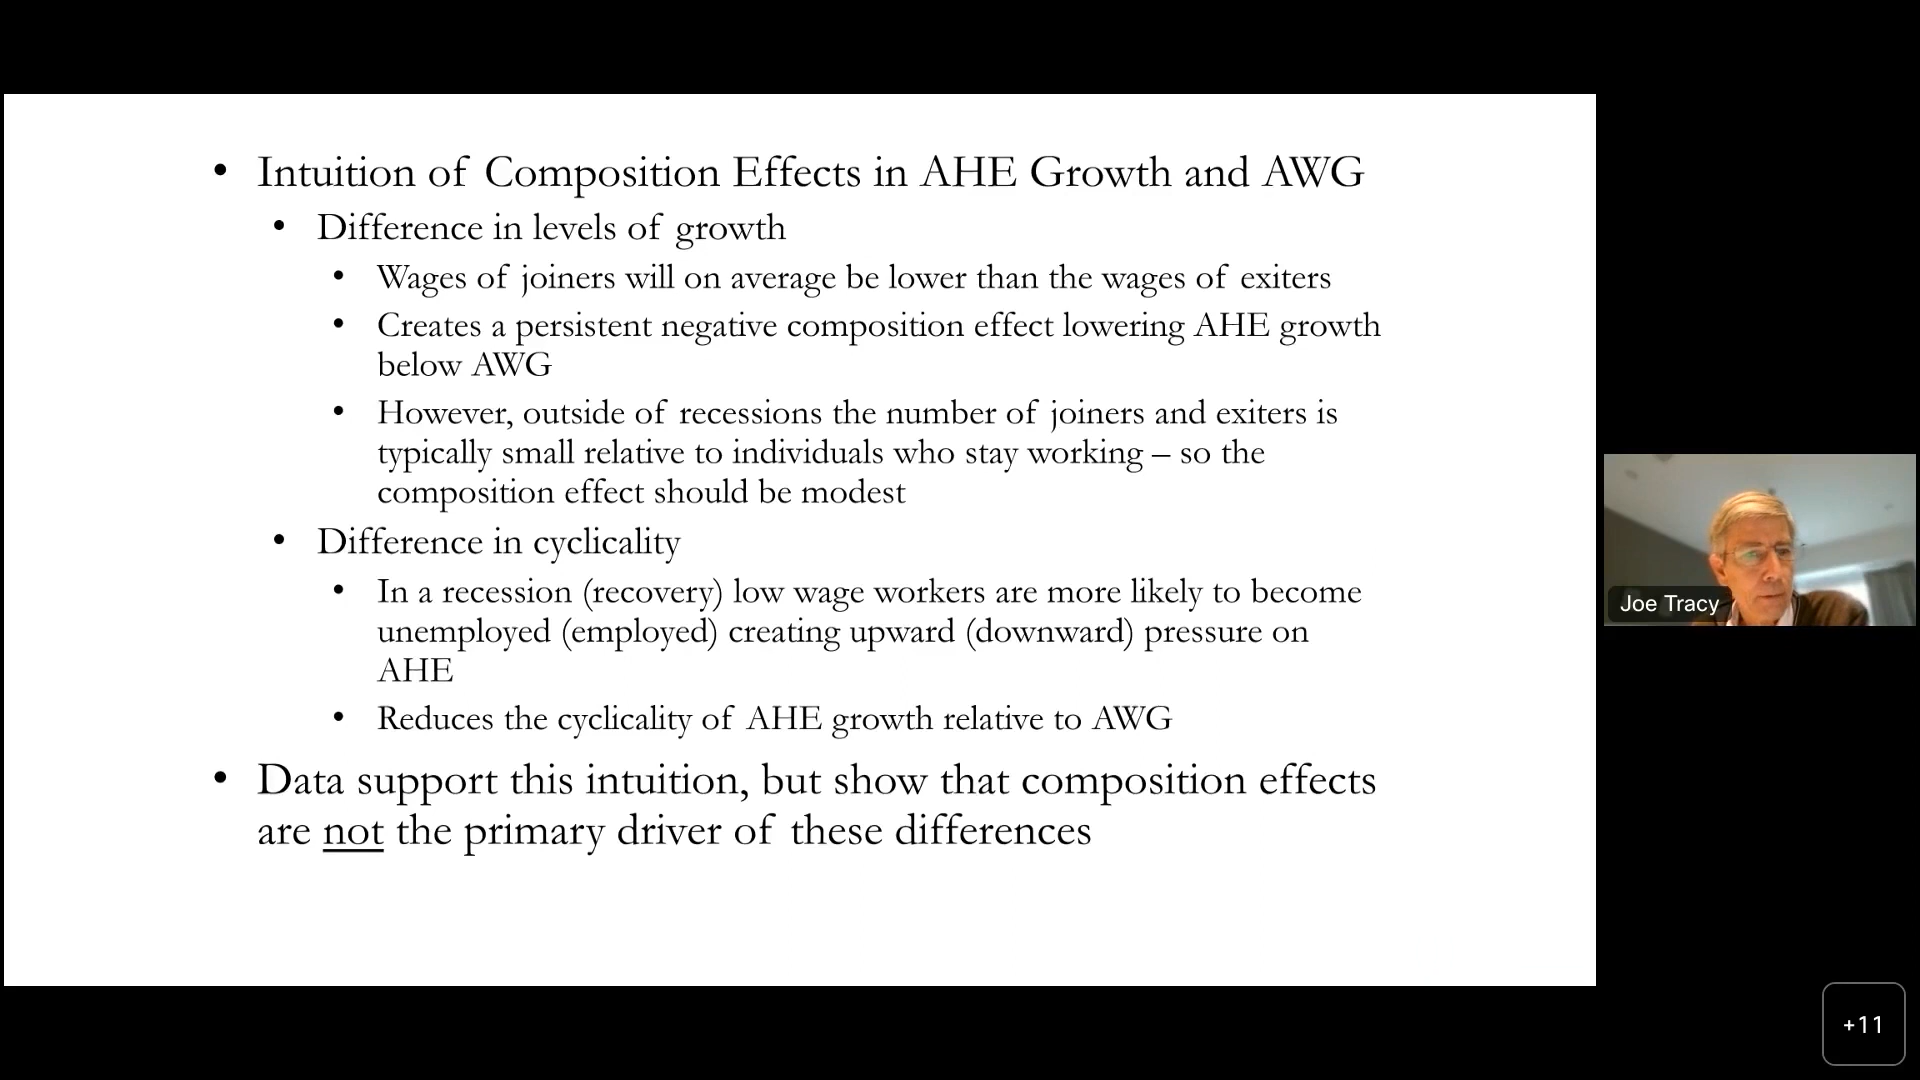 • Intuition of Composition Effects in AHE Growth and AWG
• Difference in levels of growth
• Wages of joiners will on average be lower than the wages of exiters
• Creates a persistent negative composition effect lowering AHE growth
below AWG
• However, outside of recessions the number of joiners and exiters is
typically small relative to individuals who stay working – so the
composition effect should be modest
• Difference in cyclicality
• In a recession (recovery) low wage workers are more likely to become
unemployed (employed) creating upward (downward) pressure on
AHE
• Reduces the cyclicality of AHE growth relative to AWG
• Data support this intuition, but show that composition effects
are not the primary driver of these differences
Joe Tracy
+11